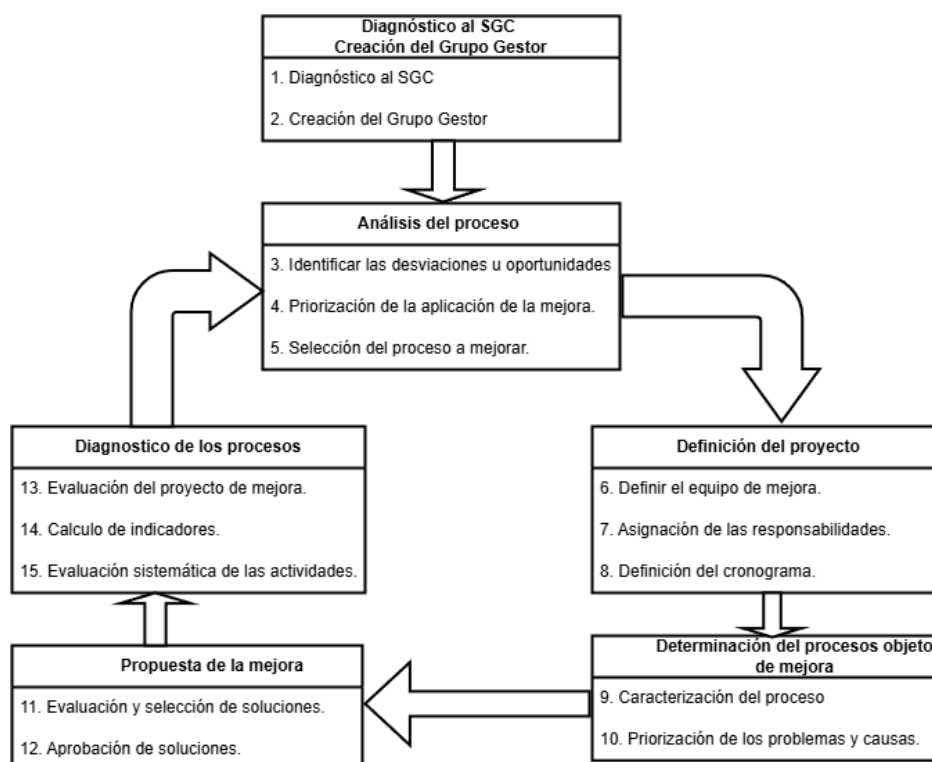 Diagnóstico al SGC
Creación del Grupo Gestor
1. Diagnóstico al SGC
2. Creación del Grupo Gestor
Análisis del proceso
3. Identificar las desviaciones u oportunidades
4. Priorización de la aplicación de la mejora.
5. Selección del proceso a mejorar.
Definición del proyecto
6. Definir el equipo de mejora.
7. Asignación de las responsabilidades.
8. Definición del cronograma.
Determinación del procesos objeto
de mejora
9. Caracterización del proceso
10. Priorización de los problemas y causas.
Propuesta de la mejora
11. Evaluación y selección de soluciones.
12. Aprobación de soluciones.
Diagnostico de los procesos
13. Evaluación del proyecto de mejora.
14. Calculo de indicadores.
15. Evaluación sistemática de las actividades.